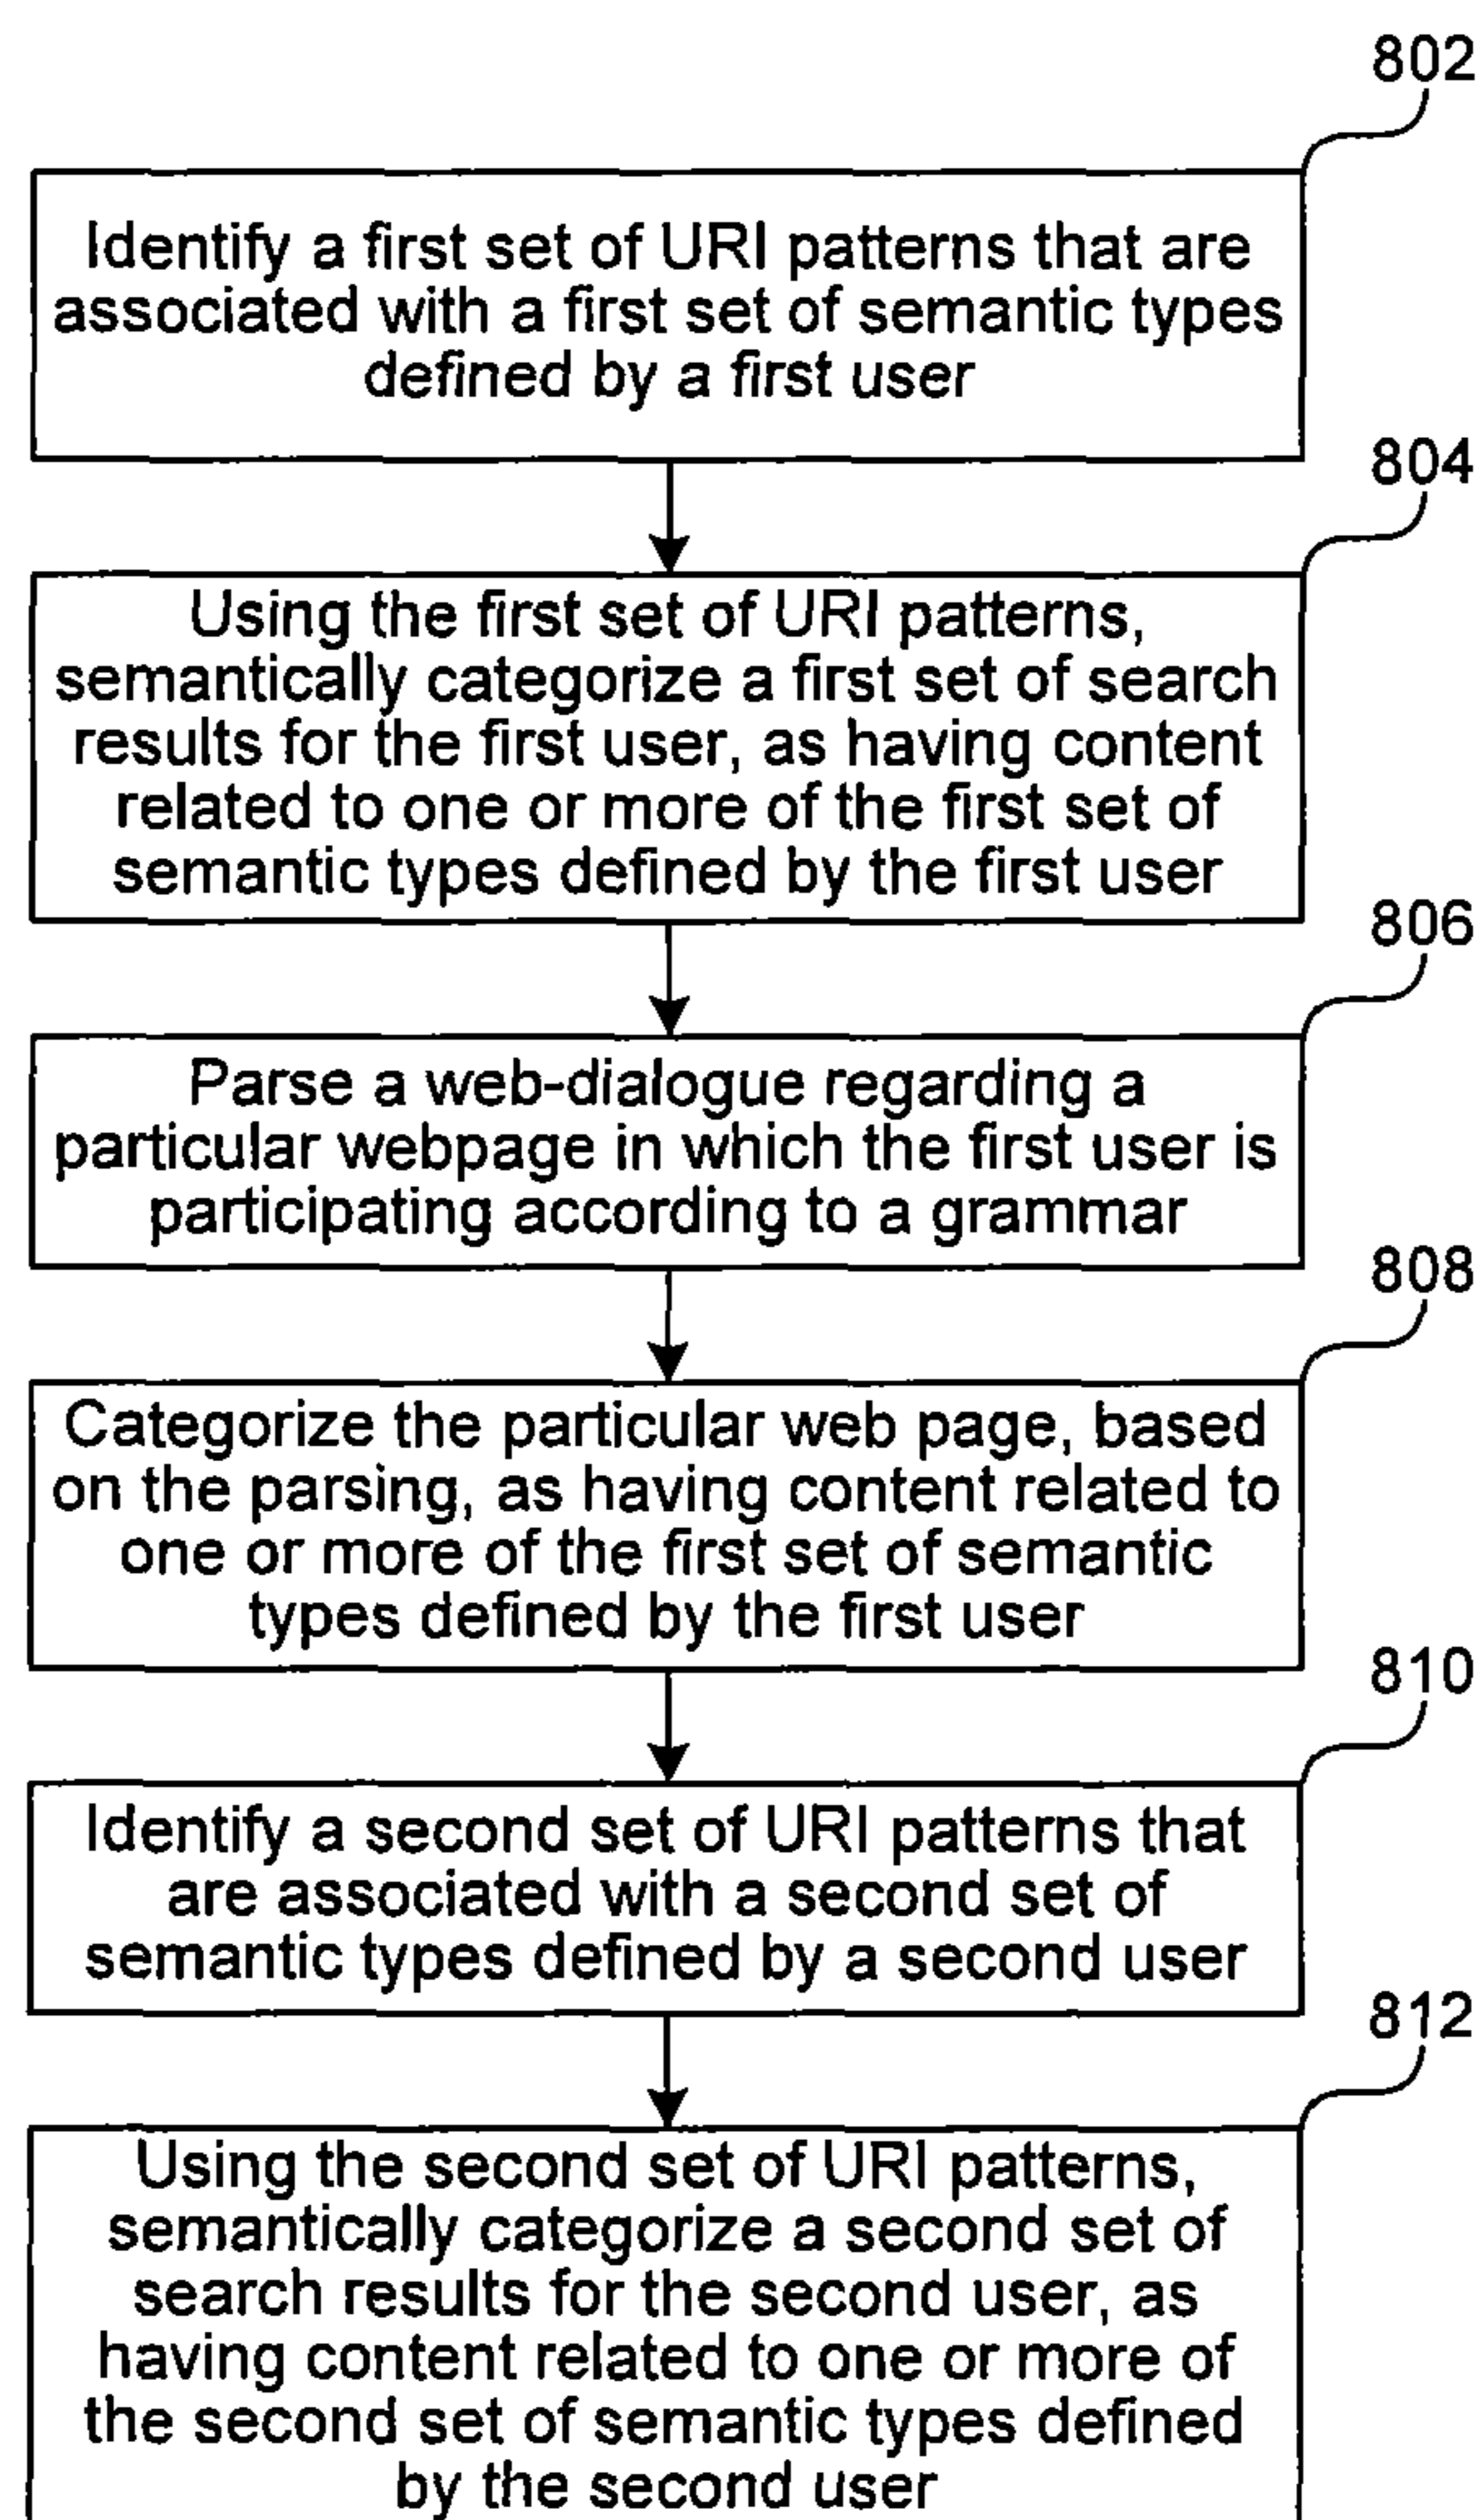 802
Identify a first set of URI patterns that are
associated with a first set of semantic types
defined by a first user
804
Using the first set of URI patterns,
semantically categorize a first set of search
results for the first user, as having content
related to one or more of the first set of
semantic types defined by the first user
806
Parse a web-dialogue regarding a
particular webpage in which the first user is
participating according to a grammar
808
Categorize the particular web page, based
on the parsing, as having content related to
one or more of the first set of semantic
types defined by the first user
810
Identify a second set of URI patterns that
are associated with a second set of
semantic types defined by a second user
812
Using the second set of URI patterns,
semantically categorize a second set of
search results for the second user, as
having content related to one or more of
the second set of semantic types defined
by the second user